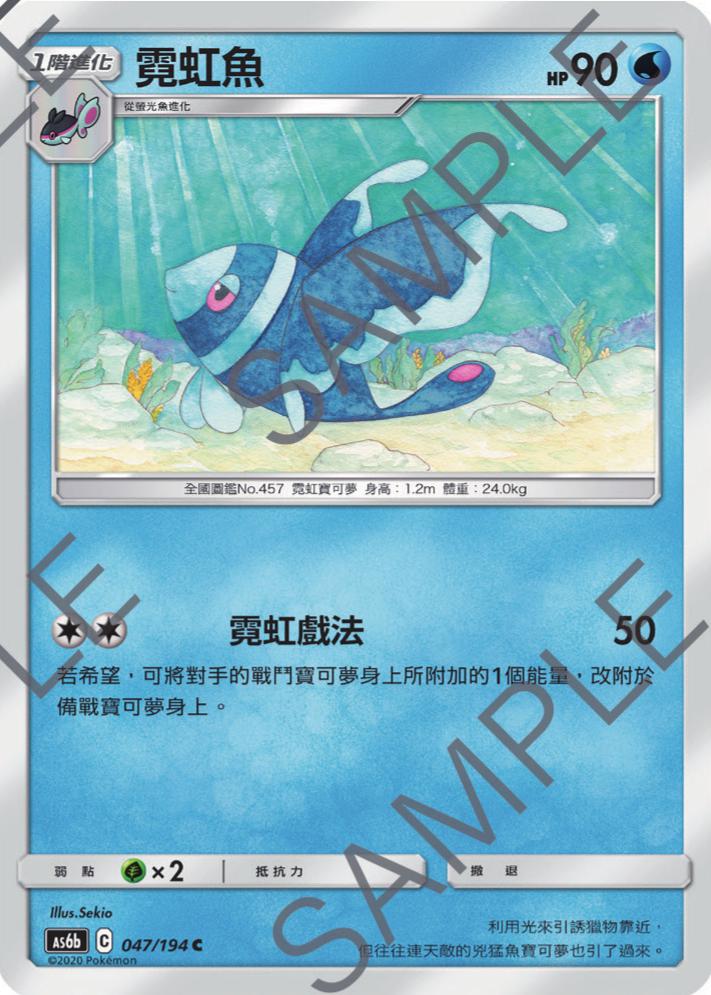 1階進化 霓虹魚 HP 90
從螢光魚進化
全國圖鑑No.457 霓虹寶可夢 身高：1.2m 體重：24.0kg
霓虹戲法 50
若希望，可將對手的戰鬥寶可夢身上所附加的1個能量，改附於
備戰寶可夢身上。
弱點 ×2 抵抗力 撤退
Illus.Sekio
利用光來引誘獵物靠近，
AS6b C 047/194 C
但往往連天敵的兇猛魚寶可夢也引了過來。
©2020 Pokémon
SAMPLE
SAMPLE